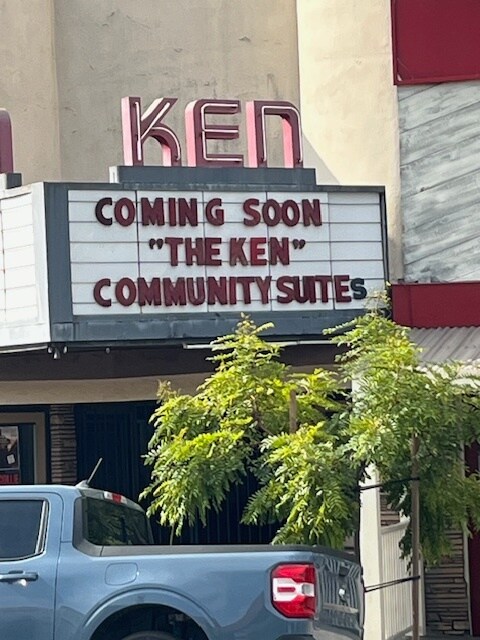 KEN
COMING SOON
"THE KEN"
COMMUNITY SUITES